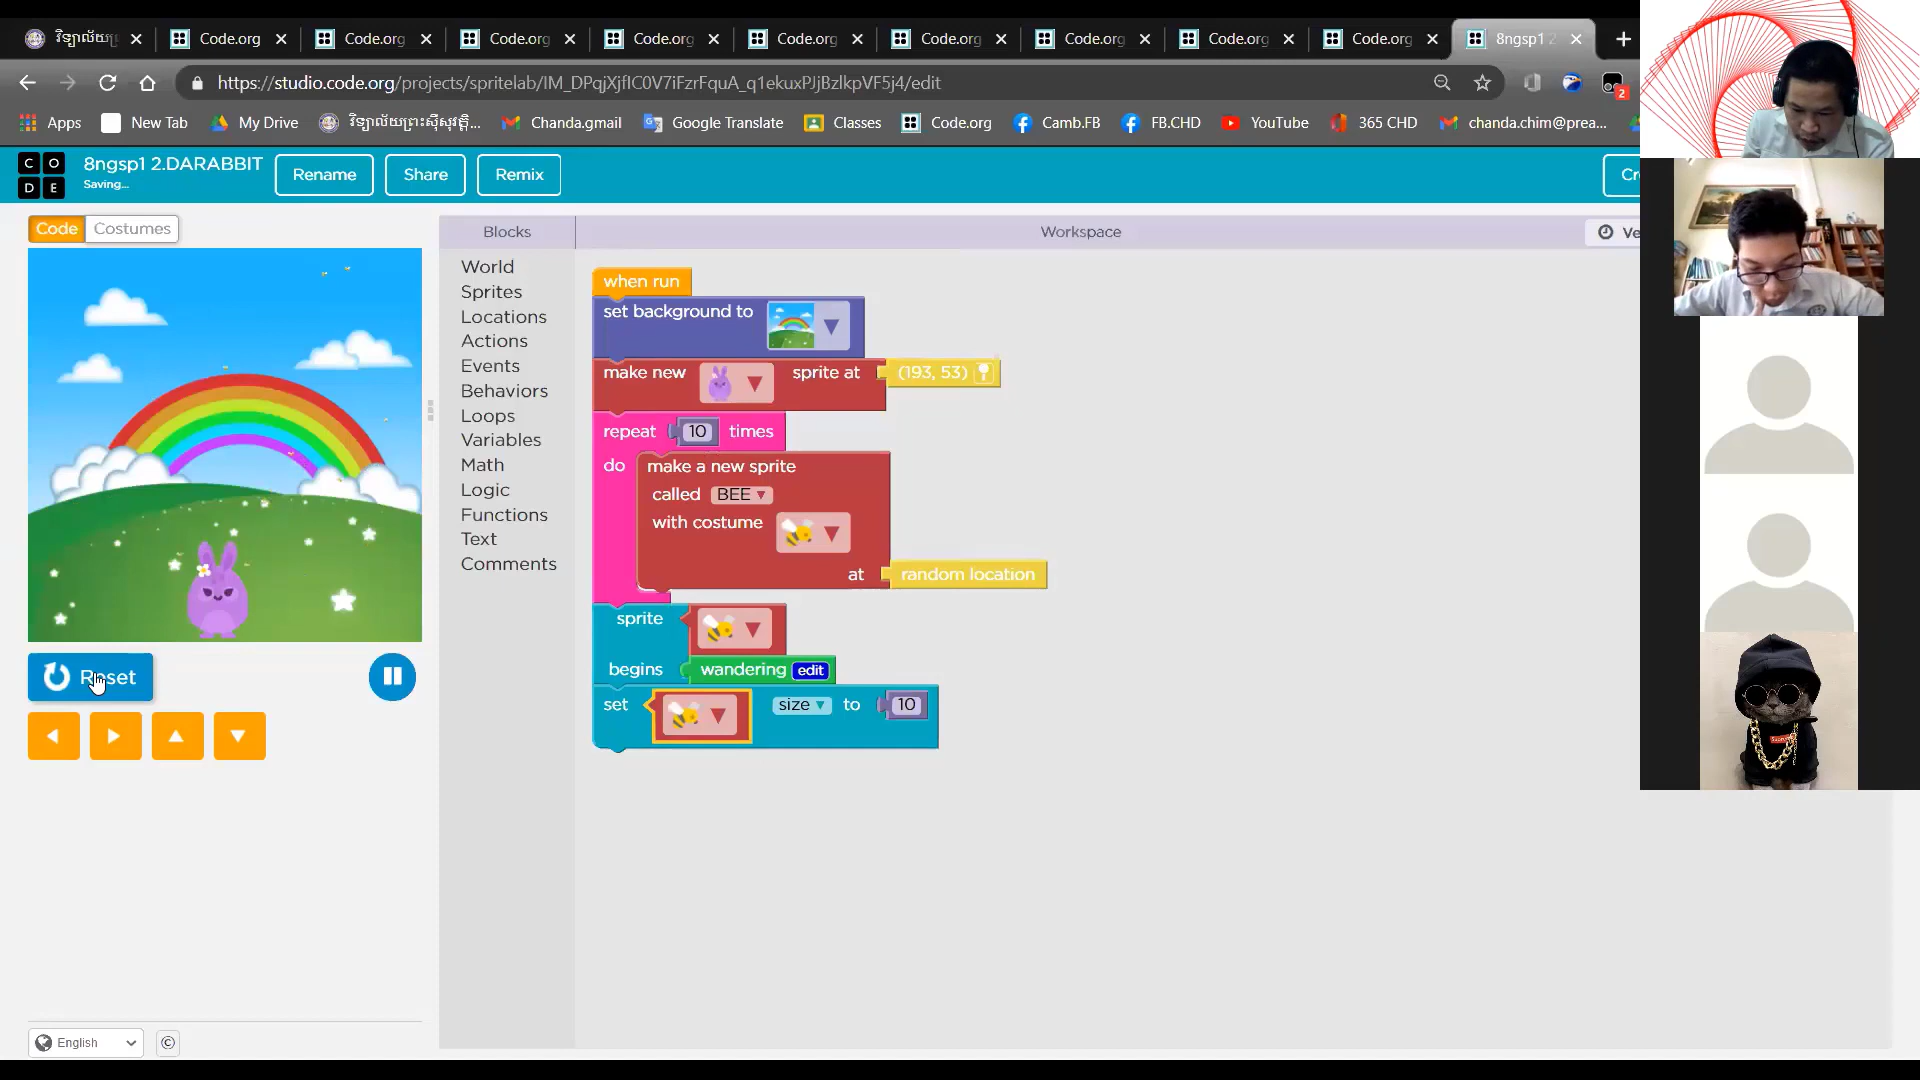 វិទ្យាល័យព្រ
Code.org
Code.org
Code.org
Code.org
Code.org
Code.org
Code.org
Code.org
Code.org
8ngsp1 2
https://studio.code.org/projects/spritelab/IM_DPqjXjflC0V7iFzrFquA_q1ekuxPJjBzlkpVF5j4/edit
2
Apps
New Tab
My Drive
វិទ្យាល័យព្រះស៊ីសុវត្ថិ...
Chanda.gmail
Google Translate
Classes
Code.org
Camb.FB
FB.CHD
YouTube
365 CHD
chanda.chim@prea...
C O
D E
8ngsp1 2.DARABBIT
Saving...
Rename
Share
Remix
Cr
Code
Costumes
Blocks
Workspace
Ve
World
Sprites
Locations
Actions
Events
Behaviors
Loops
Variables
Math
Logic
Functions
Text
Comments
when run
set background to
make new sprite at (193, 53)
repeat 10 times
do make a new sprite
called BEE
with costume
at random location
sprite
begins wandering edit
set size to 10
Reset
English
©
Supreme